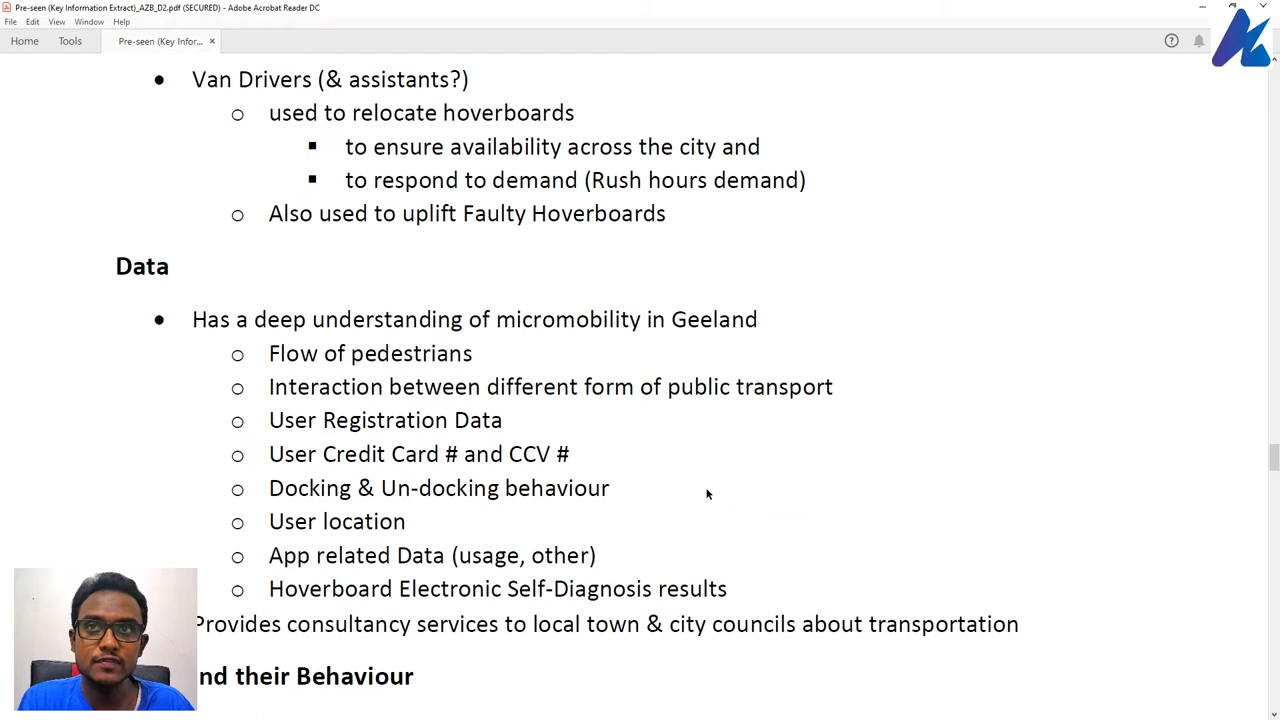 Pre-seen (Key Information Extract)_AZB_D2.pdf (SECURED) - Adobe Acrobat Reader DC
File Edit View Window Help
Home Tools Pre-seen (Key Infor... ×
• Van Drivers (& assistants?)
o used to relocate hoverboards
▪ to ensure availability across the city and
▪ to respond to demand (Rush hours demand)
o Also used to uplift Faulty Hoverboards
Data
• Has a deep understanding of micromobility in Geeland
o Flow of pedestrians
o Interaction between different form of public transport
o User Registration Data
o User Credit Card # and CCV #
o Docking & Un-docking behaviour
o User location
o App related Data (usage, other)
o Hoverboard Electronic Self-Diagnosis results
Provides consultancy services to local town & city councils about transportation
nd their Behaviour